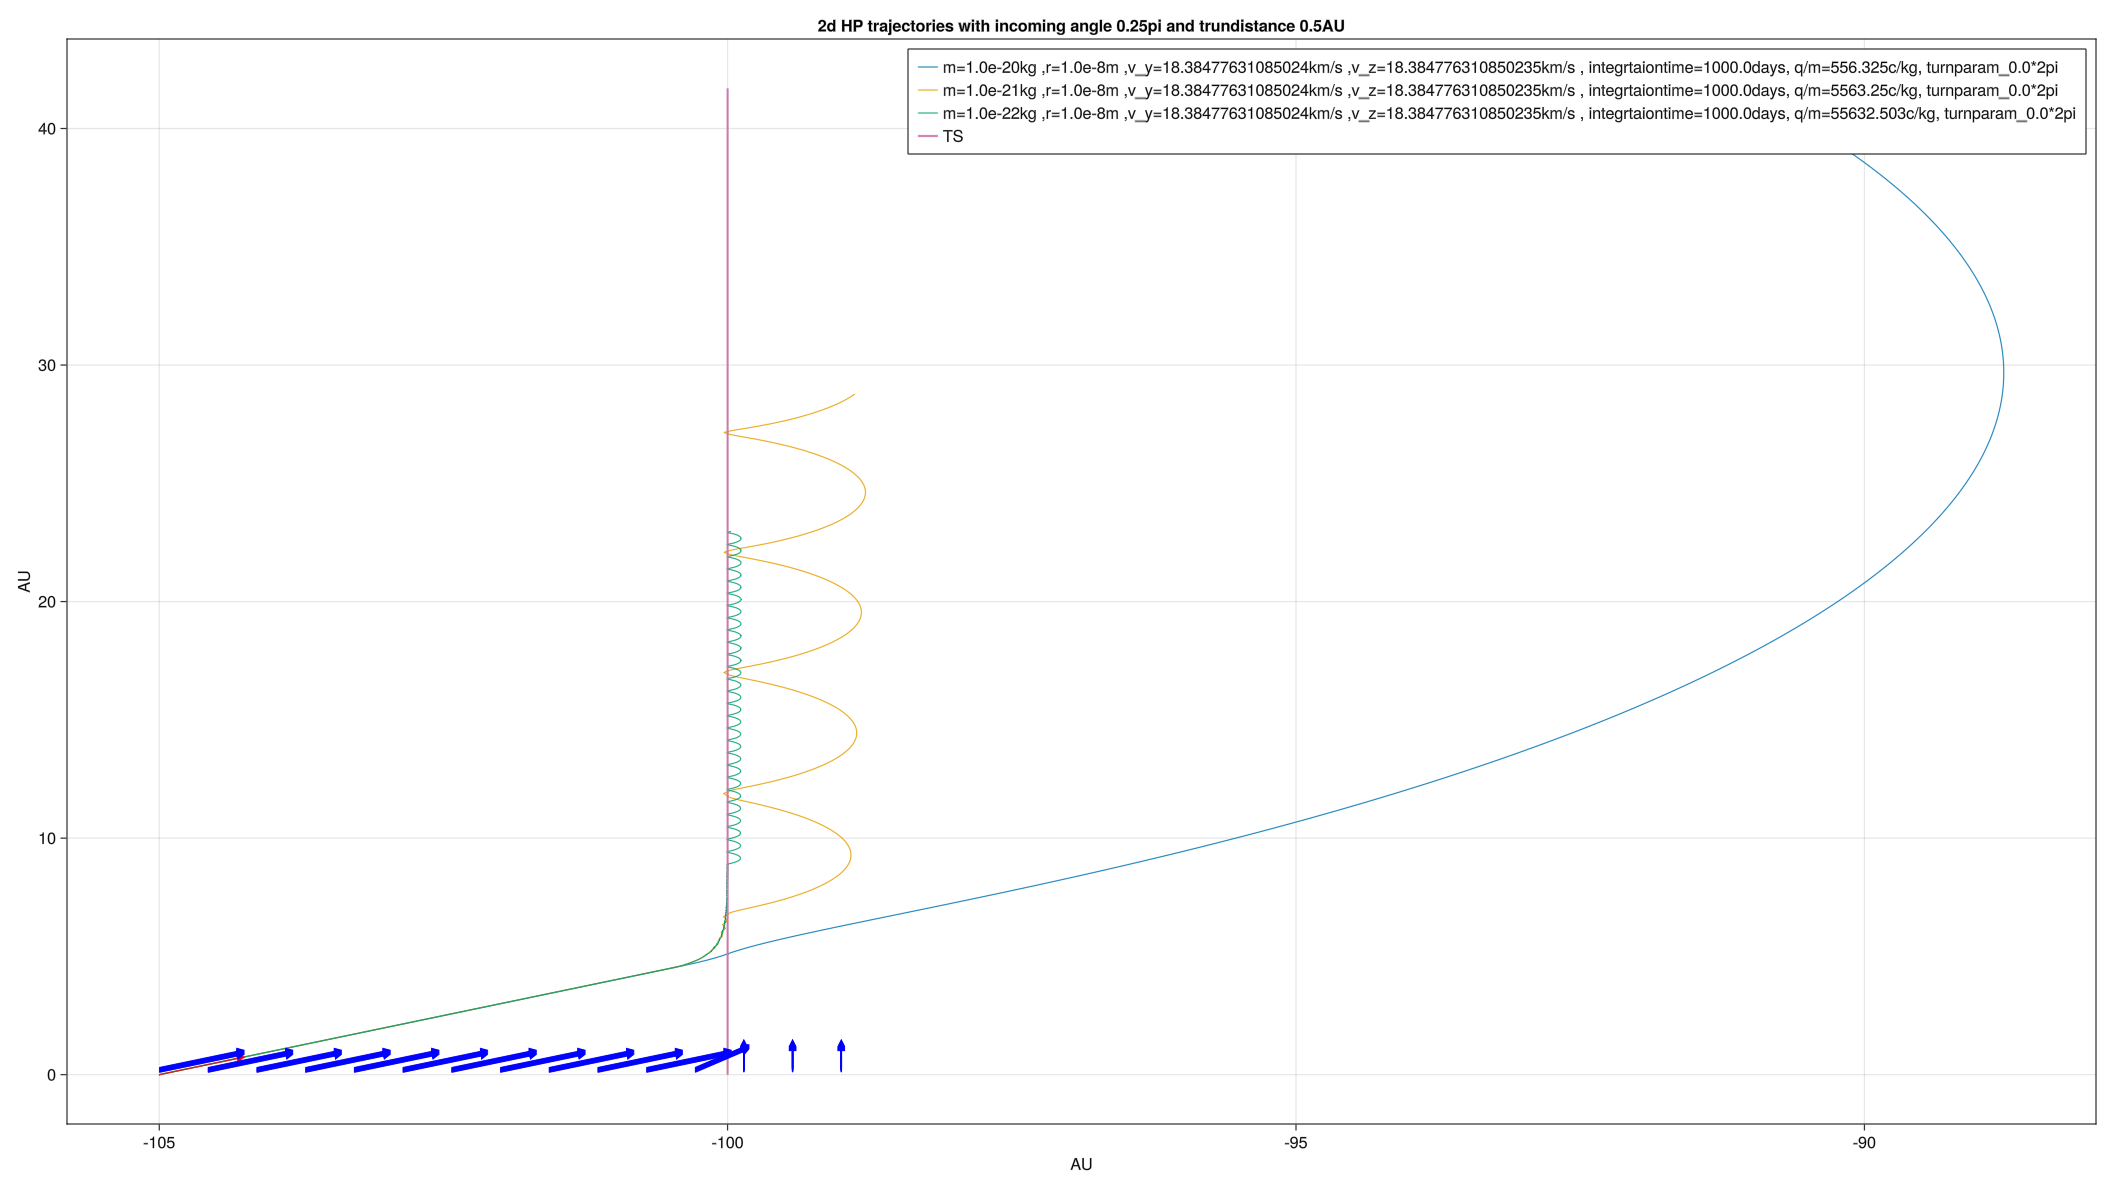 2d HP trajectories with incoming angle 0.25pi and trundistance 0.5AU
m=1.0e-20kg ,r=1.0e-8m ,v_y=18.38477631085024km/s ,v_z=18.384776310850235km/s , integrtaiontime=1000.0days, q/m=556.325c/kg, turnparam_0.0*2pi
m=1.0e-21kg ,r=1.0e-8m ,v_y=18.38477631085024km/s ,v_z=18.384776310850235km/s , integrtaiontime=1000.0days, q/m=5563.25c/kg, turnparam_0.0*2pi
m=1.0e-22kg ,r=1.0e-8m ,v_y=18.38477631085024km/s ,v_z=18.384776310850235km/s , integrtaiontime=1000.0days, q/m=55632.503c/kg, turnparam_0.0*2pi
TS
40
30
20
10
0
AU
-105
-100
-95
-90
AU